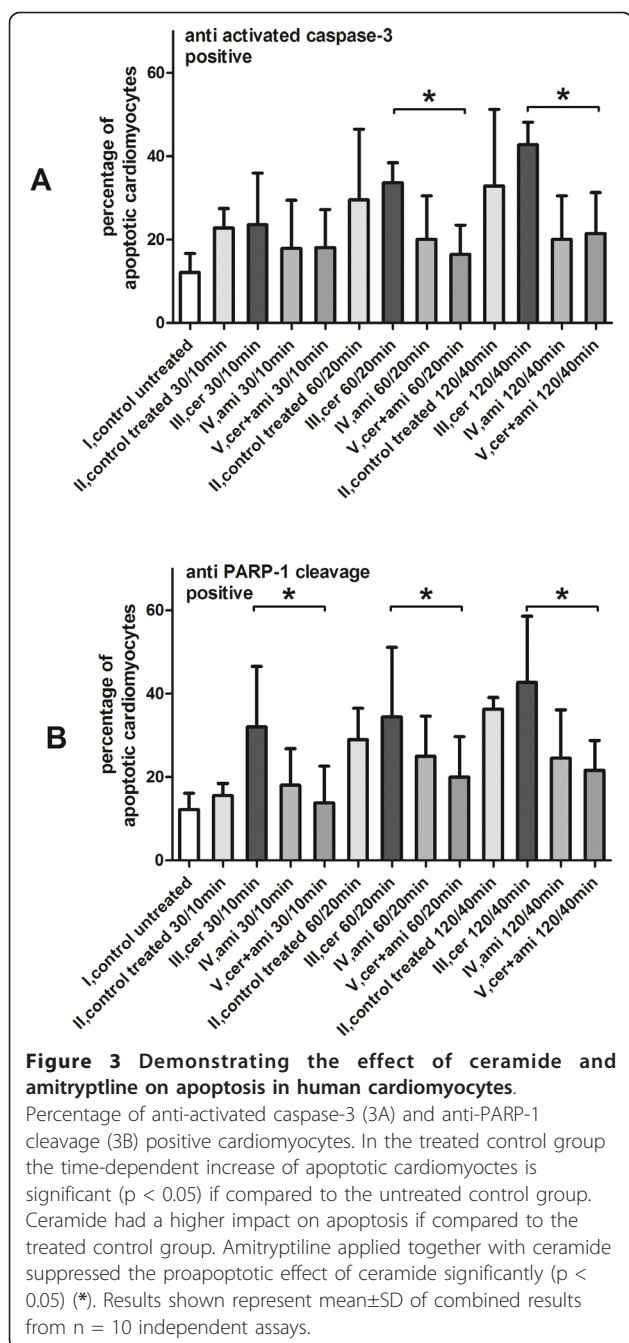 anti activated caspase-3
positive
*
*
A
percentage of
apoptotic cardiomyocytes
60
40
20
0
I,control untreated
II,control treated 30/10min
III,cer 30/10min
IV,ami 30/10min
V,cer+ami 30/10min
II,control treated 60/20min
III,cer 60/20min
IV,ami 60/20min
V,cer+ami 60/20min
II,control treated 120/40min
III,cer 120/40min
IV,ami 120/40min
V,cer+ami 120/40min
anti PARP-1 cleavage
positive
*
*
*
B
percentage of
apoptotic cardiomyocytes
60
40
20
0
I,control untreated
II,control treated 30/10min
III,cer 30/10min
IV,ami 30/10min
V,cer+ami 30/10min
II,control treated 60/20min
III,cer 60/20min
IV,ami 60/20min
V,cer+ami 60/20min
II,control treated 120/40min
III,cer 120/40min
IV,ami 120/40min
V,cer+ami 120/40min
Figure 3 Demonstrating the effect of ceramide and
amitryptline on apoptosis in human cardiomyocytes.
Percentage of anti-activated caspase-3 (3A) and anti-PARP-1
cleavage (3B) positive cardiomyocytes. In the treated control group
the time-dependent increase of apoptotic cardiomyoctes is
significant (p < 0.05) if compared to the untreated control group.
Ceramide had a higher impact on apoptosis if compared to the
treated control group. Amitryptiline applied together with ceramide
suppressed the proapoptotic effect of ceramide significantly (p <
0.05) (*). Results shown represent mean±SD of combined results
from n = 10 independent assays.